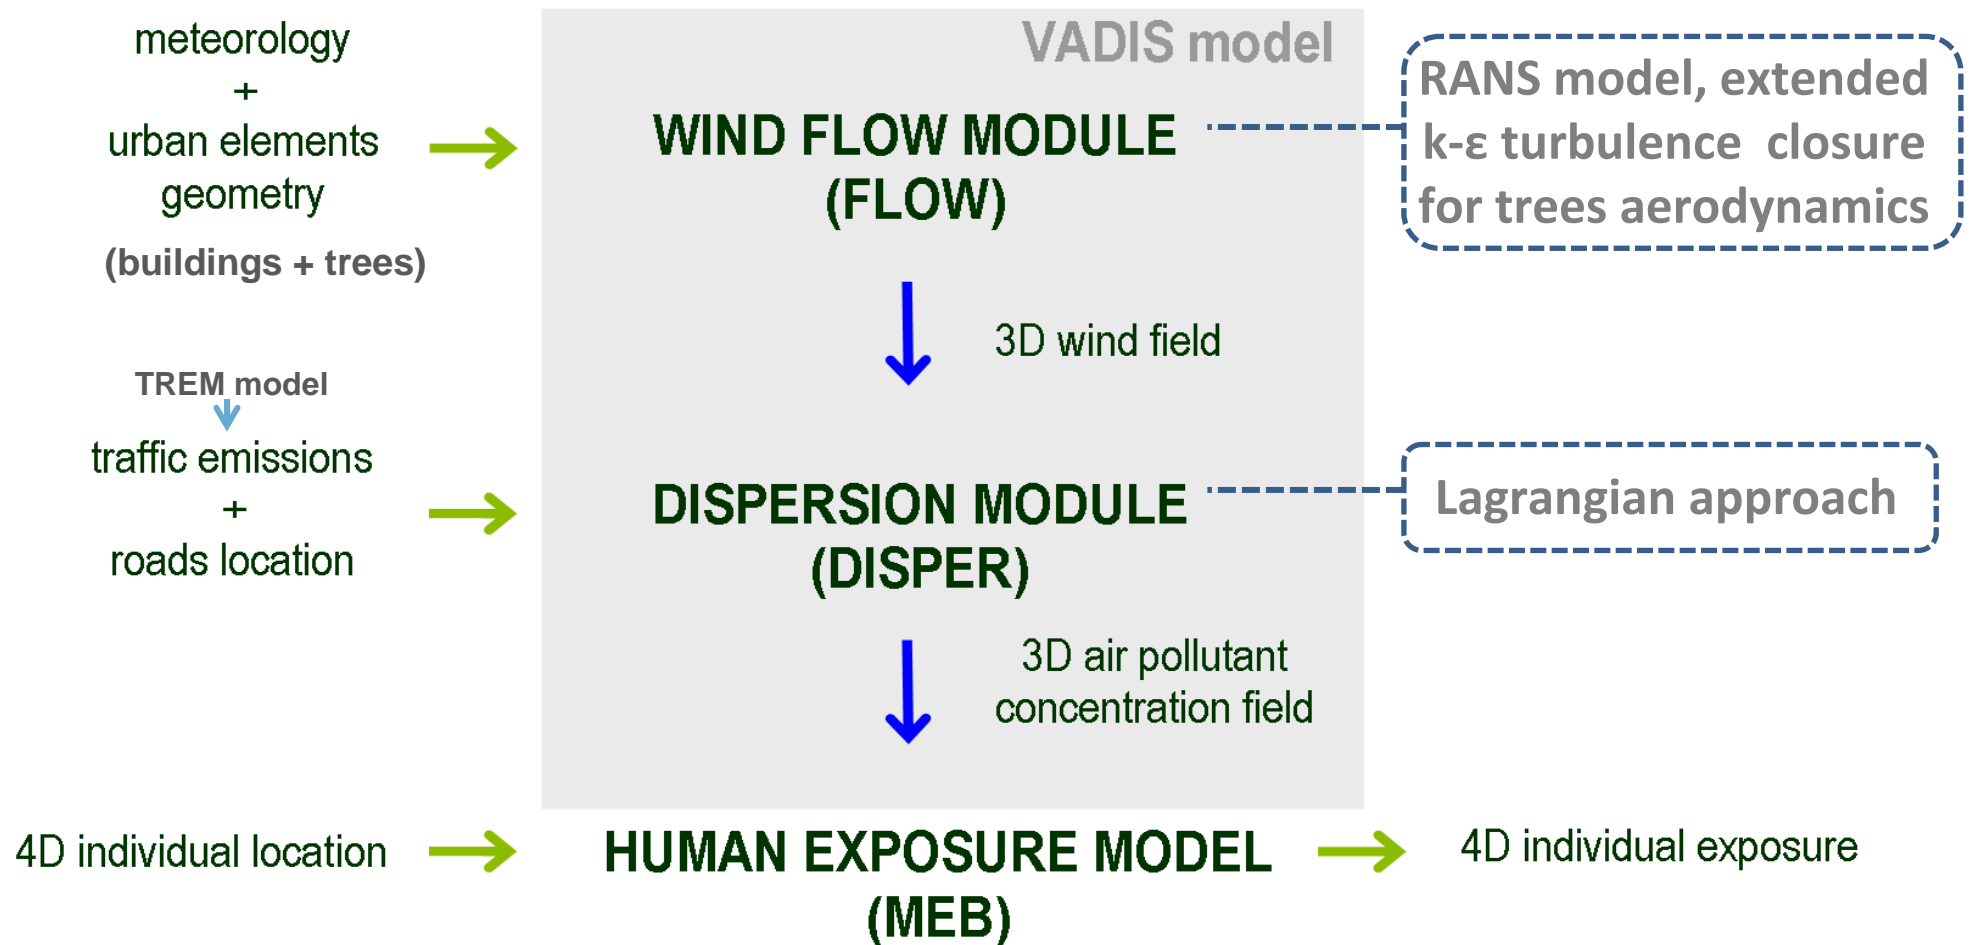 meteorology
+
urban elements
geometry
(buildings + trees)
VADIS model
WIND FLOW MODULE
(FLOW)
RANS model, extended
k-ε turbulence closure
for trees aerodynamics
3D wind field
TREM model
traffic emissions
+
roads location
DISPERSION MODULE
(DISPER)
Lagrangian approach
3D air pollutant
concentration field
4D individual location
HUMAN EXPOSURE MODEL
(MEB)
4D individual exposure